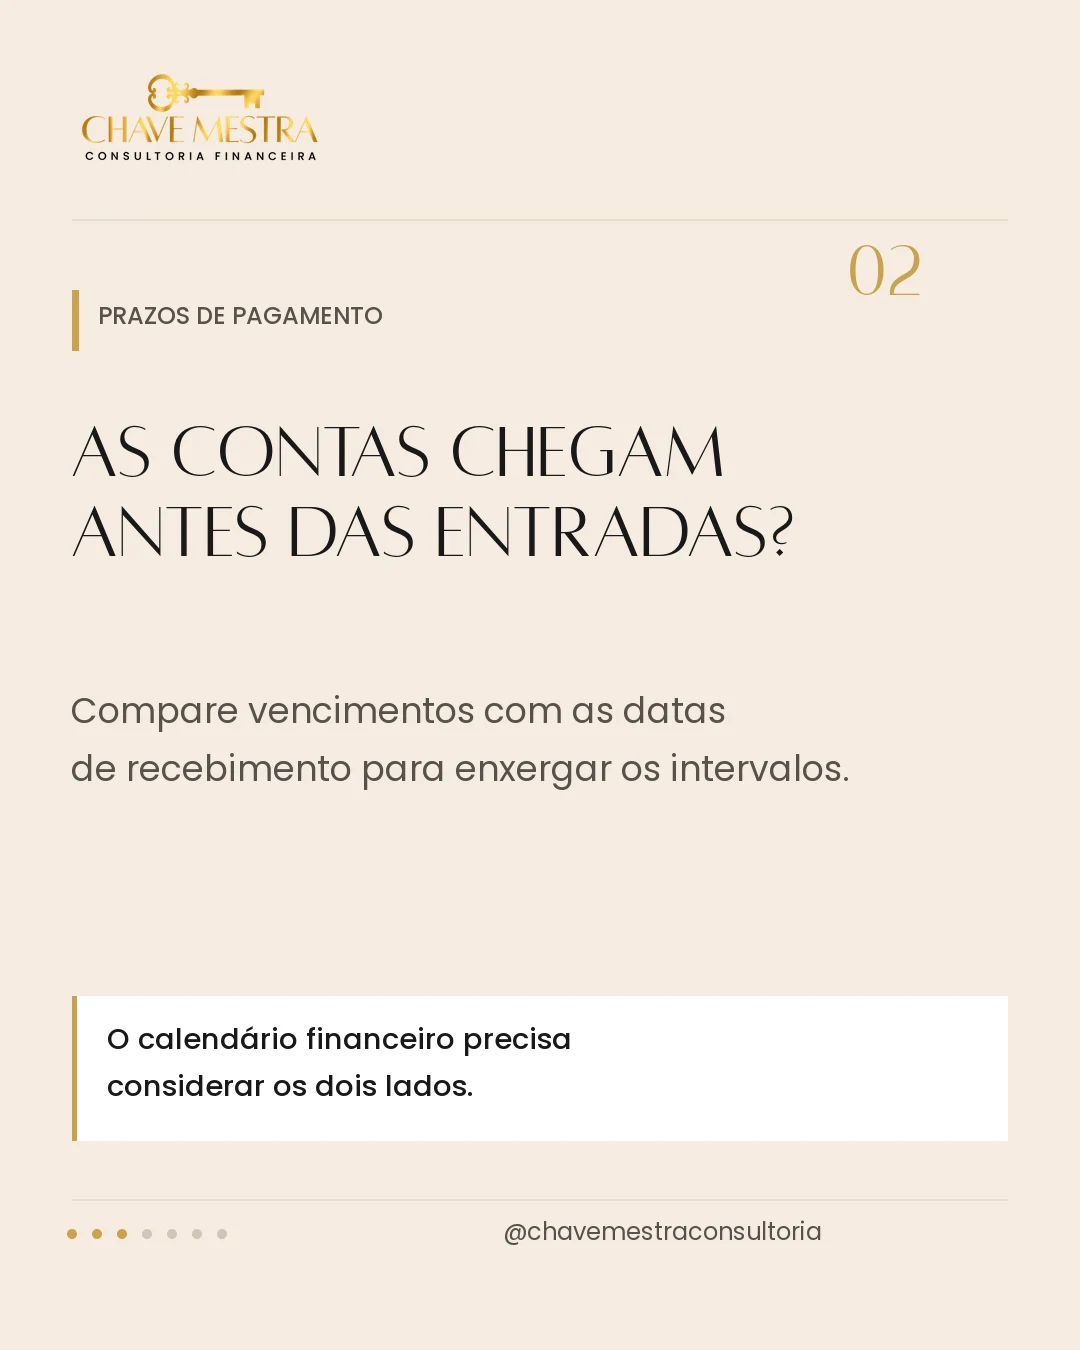 CHAVE MESTRA
CONSULTORIA FINANCEIRA
02
PRAZOS DE PAGAMENTO
AS CONTAS CHEGAM
ANTES DAS ENTRADAS?
Compare vencimentos com as datas
de recebimento para enxergar os intervalos.
O calendário financeiro precisa
considerar os dois lados.
@chavemestraconsultoria